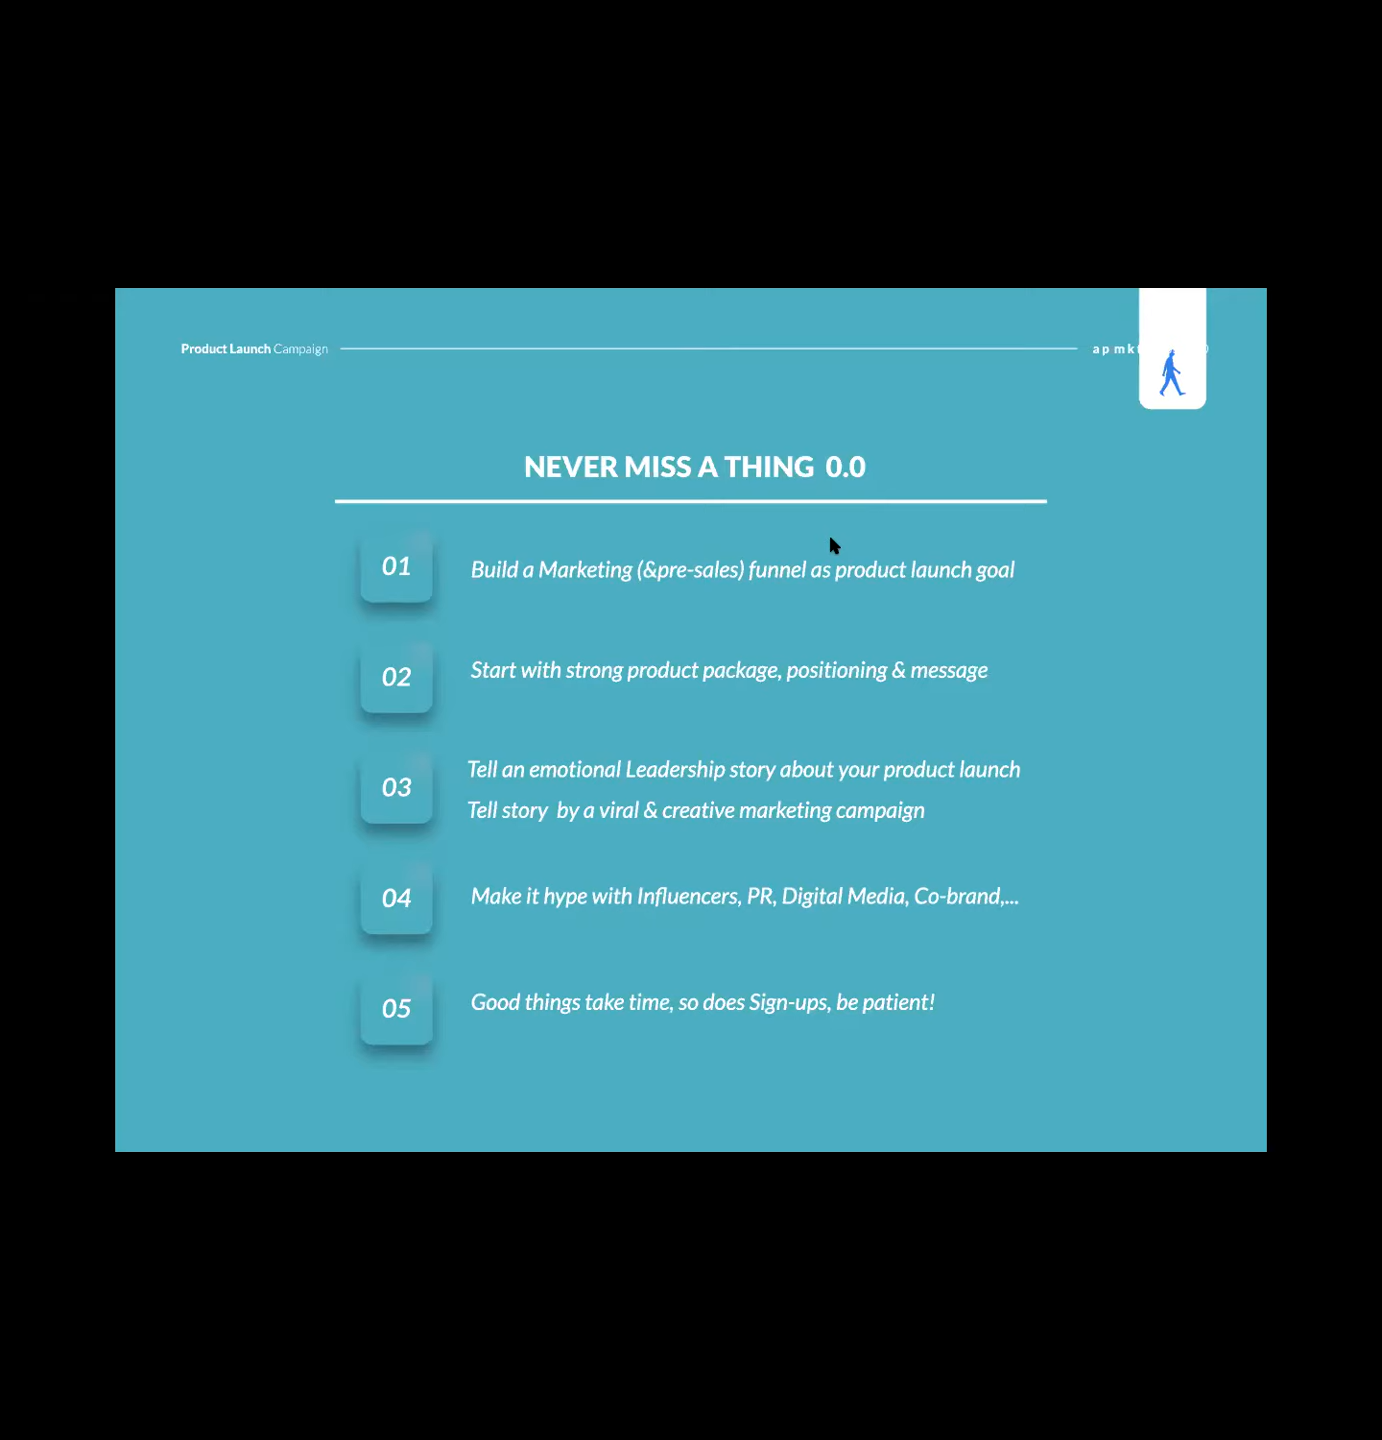 Product Launch Campaign
NEVER MISS A THING 0.0
01
Build a Marketing (&pre-sales) funnel as product launch goal
02
Start with strong product package, positioning & message
03
Tell an emotional Leadership story about your product launch
Tell story by a viral & creative marketing campaign
04
Make it hype with Influencers, PR, Digital Media, Co-brand,...
05
Good things take time, so does Sign-ups, be patient!